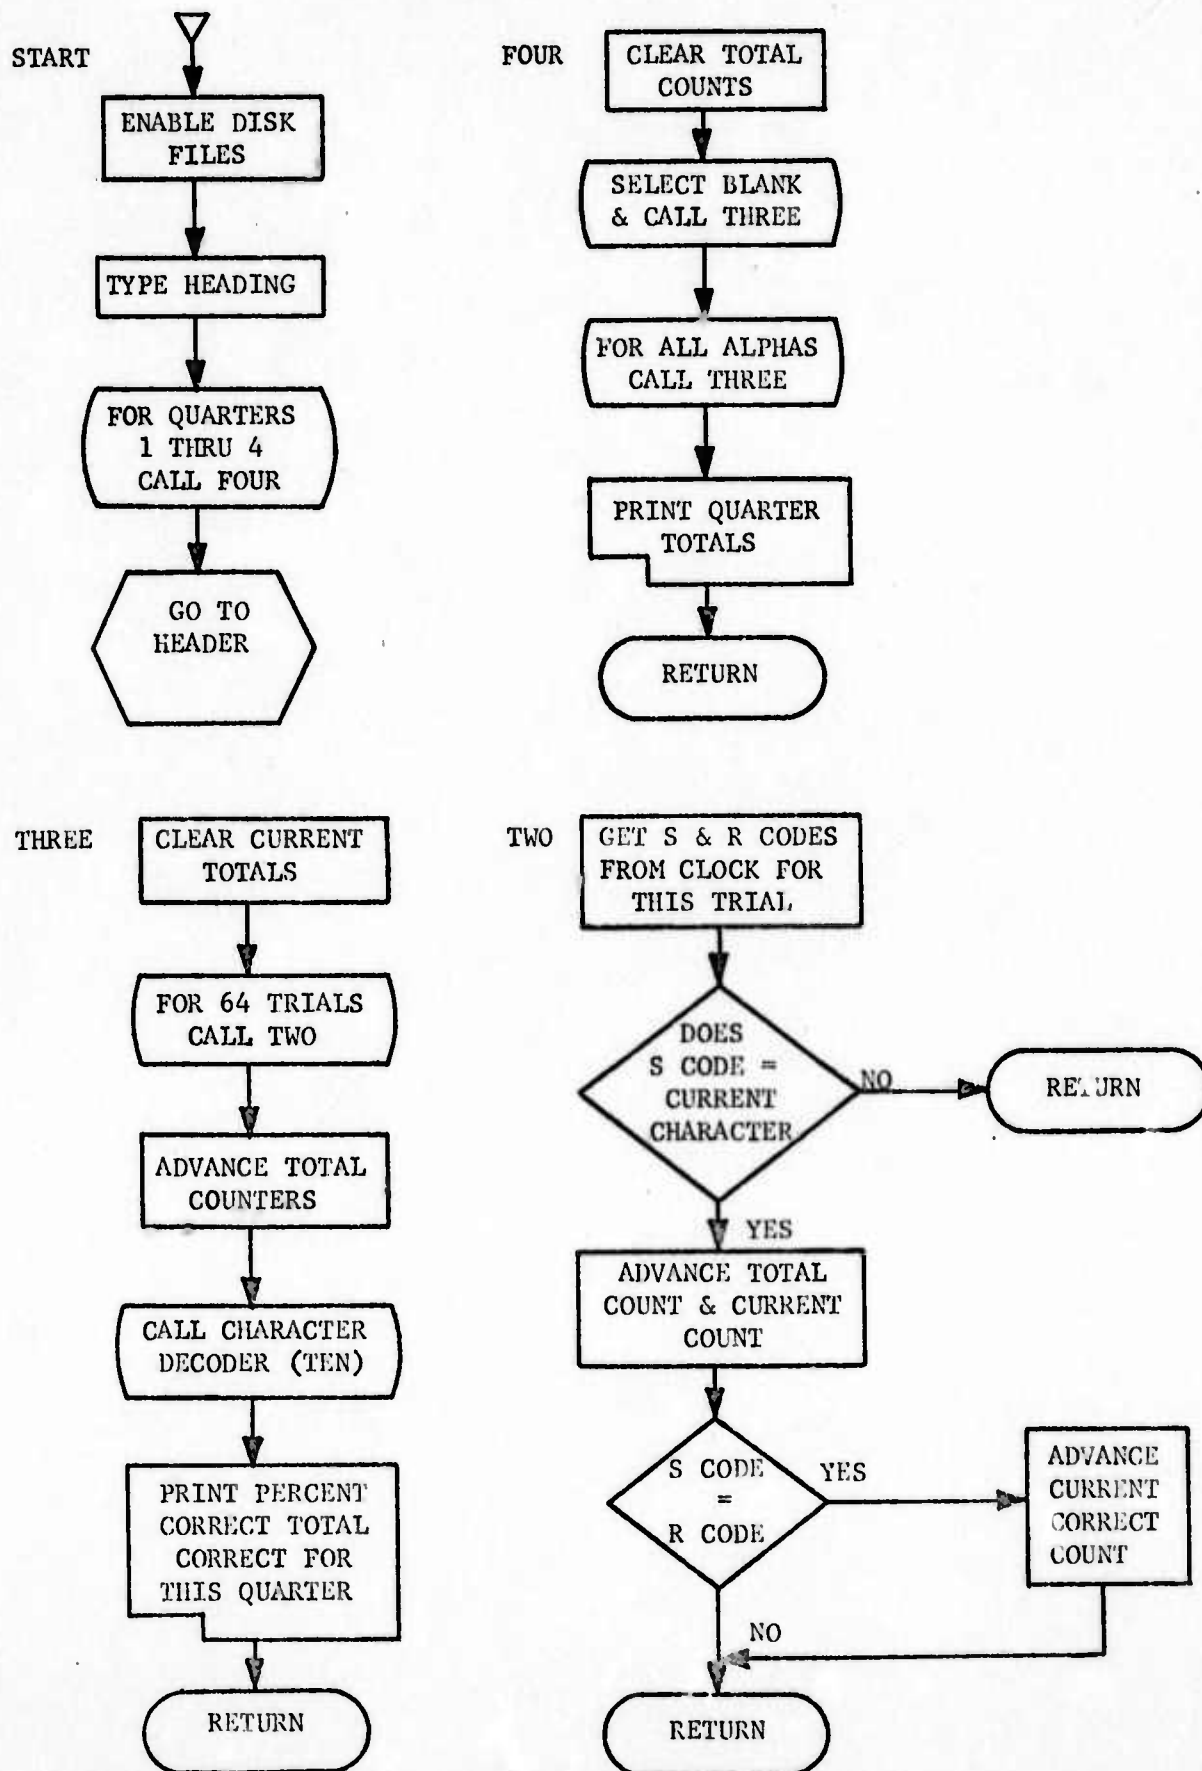 START
ENABLE DISK
FILES
TYPE HEADING
FOR QUARTERS
1 THRU 4
CALL FOUR
GO TO
HEADER
FOUR
CLEAR TOTAL
COUNTS
SELECT BLANK
& CALL THREE
FOR ALL ALPHAS
CALL THREE
PRINT QUARTER
TOTALS
RETURN
THREE
CLEAR CURRENT
TOTALS
FOR 64 TRIALS
CALL TWO
ADVANCE TOTAL
COUNTERS
CALL CHARACTER
DECODER (TEN)
PRINT PERCENT
CORRECT TOTAL
CORRECT FOR
THIS QUARTER
RETURN
TWO
GET S & R CODES
FROM CLOCK FOR
THIS TRIAL
DOES
S CODE =
CURRENT
CHARACTER
NO
RETURN
YES
ADVANCE TOTAL
COUNT & CURRENT
COUNT
S CODE
=
R CODE
YES
ADVANCE
CURRENT
CORRECT
COUNT
NO
RETURN